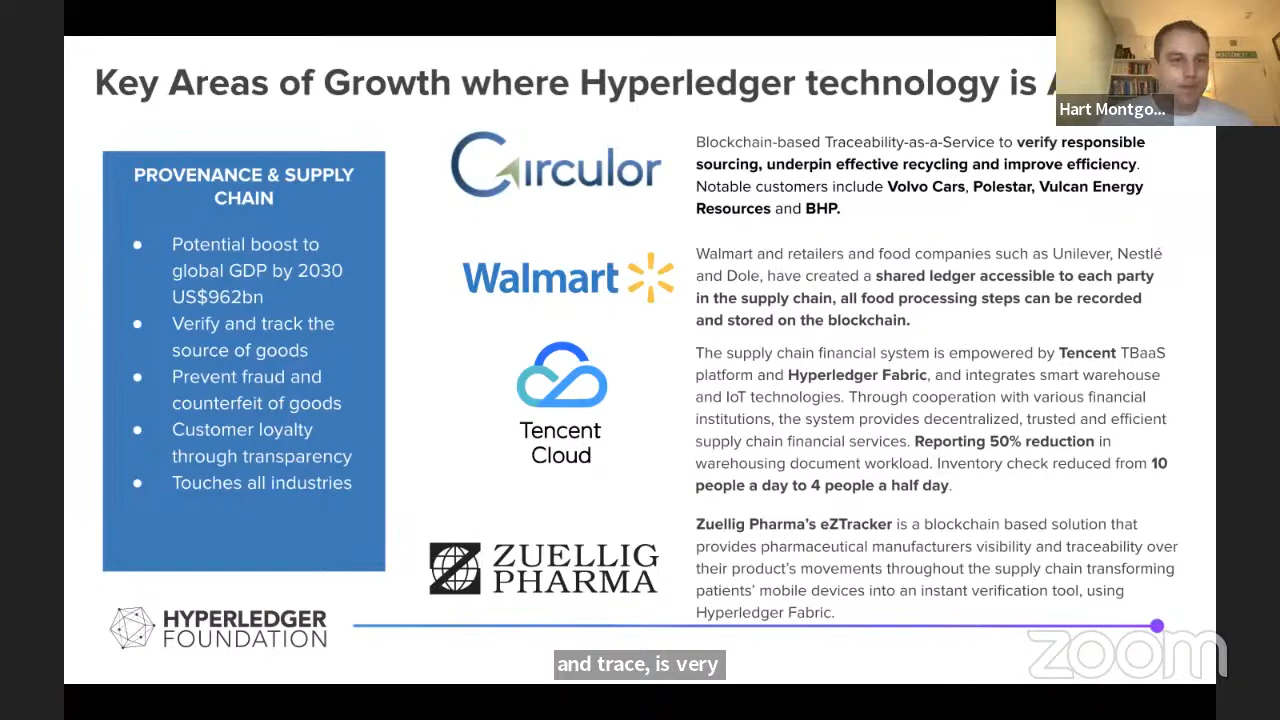 Key Areas of Growth where Hyperledger technology is
Hart Montgo...
PROVENANCE & SUPPLY
CHAIN
● Potential boost to
global GDP by 2030
US$962bn
● Verify and track the
source of goods
● Prevent fraud and
counterfeit of goods
● Customer loyalty
through transparency
● Touches all industries
Circulor
Blockchain-based Traceability-as-a-Service to verify responsible
sourcing, underpin effective recycling and improve efficiency.
Notable customers include Volvo Cars, Polestar, Vulcan Energy
Resources and BHP.
Walmart
Walmart and retailers and food companies such as Unilever, Nestlé
and Dole, have created a shared ledger accessible to each party
in the supply chain, all food processing steps can be recorded
and stored on the blockchain.
Tencent
Cloud
The supply chain financial system is empowered by Tencent TBaaS
platform and Hyperledger Fabric, and integrates smart warehouse
and IoT technologies. Through cooperation with various financial
institutions, the system provides decentralized, trusted and efficient
supply chain financial services. Reporting 50% reduction in
warehousing document workload. Inventory check reduced from 10
people a day to 4 people a half day.
ZUELLIG
PHARMA
Zuellig Pharma's eZTracker is a blockchain based solution that
provides pharmaceutical manufacturers visibility and traceability over
their product's movements throughout the supply chain transforming
patients' mobile devices into an instant verification tool, using
Hyperledger Fabric.
HYPERLEDGER
FOUNDATION
zoom
and trace, is very